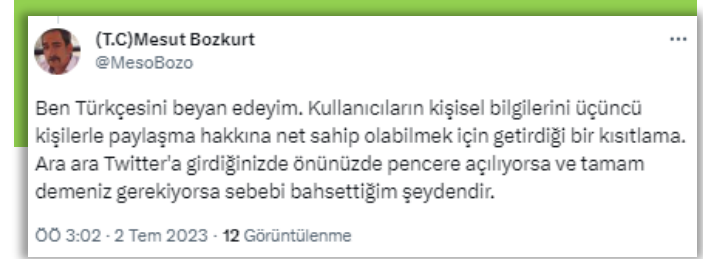 (T.C)Mesut Bozkurt
@MesoBozo
Ben Türkçesini beyan edeyim. Kullanıcıların kişisel bilgilerini üçüncü
kişilerle paylaşma hakkına net sahip olabilmek için getirdiği bir kısıtlama.
Ara ara Twitter'a girdiğinizde önünüzde pencere açılıyorsa ve tamam
demeniz gerekiyorsa sebebi bahsettiğim şeydendir.
ÖÖ 3:02 · 2 Tem 2023 · 12 Görüntülenme